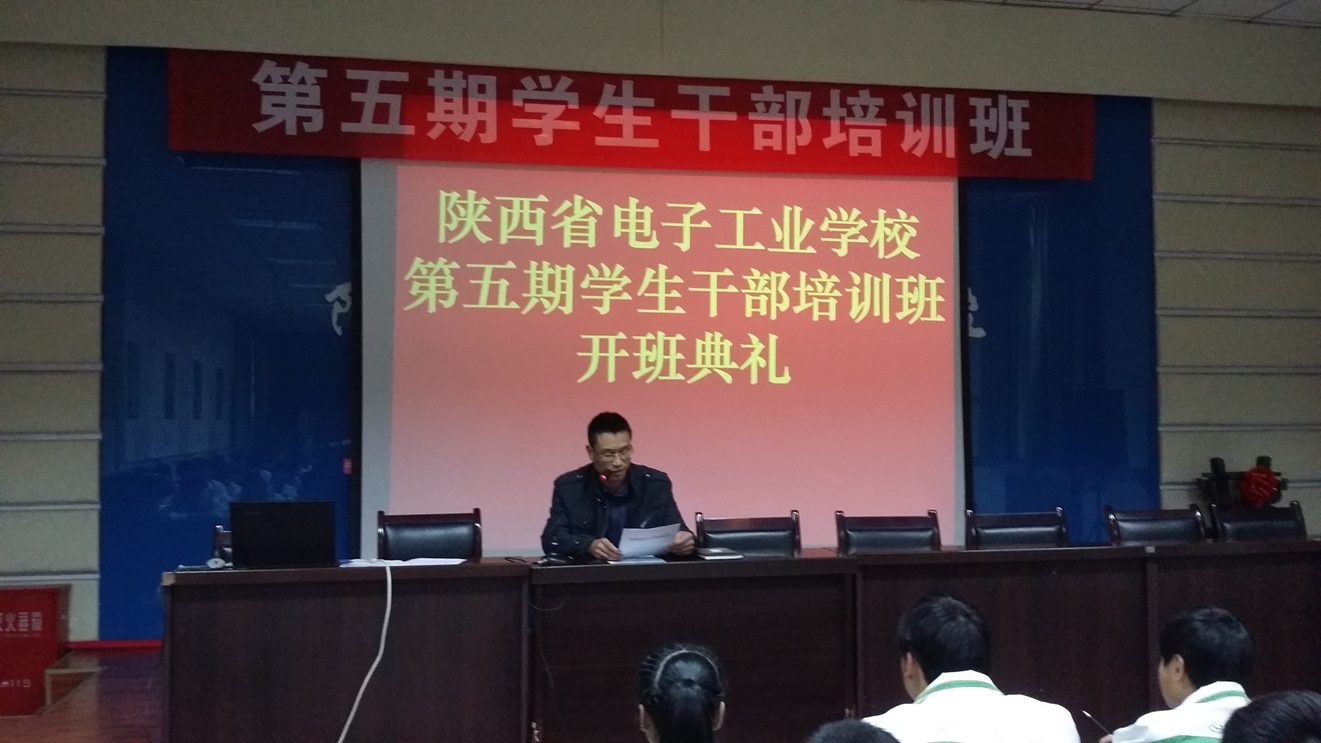 第五期学生干部培训班
陕西省电子工业学校
第五期学生干部培训班
开班典礼
119